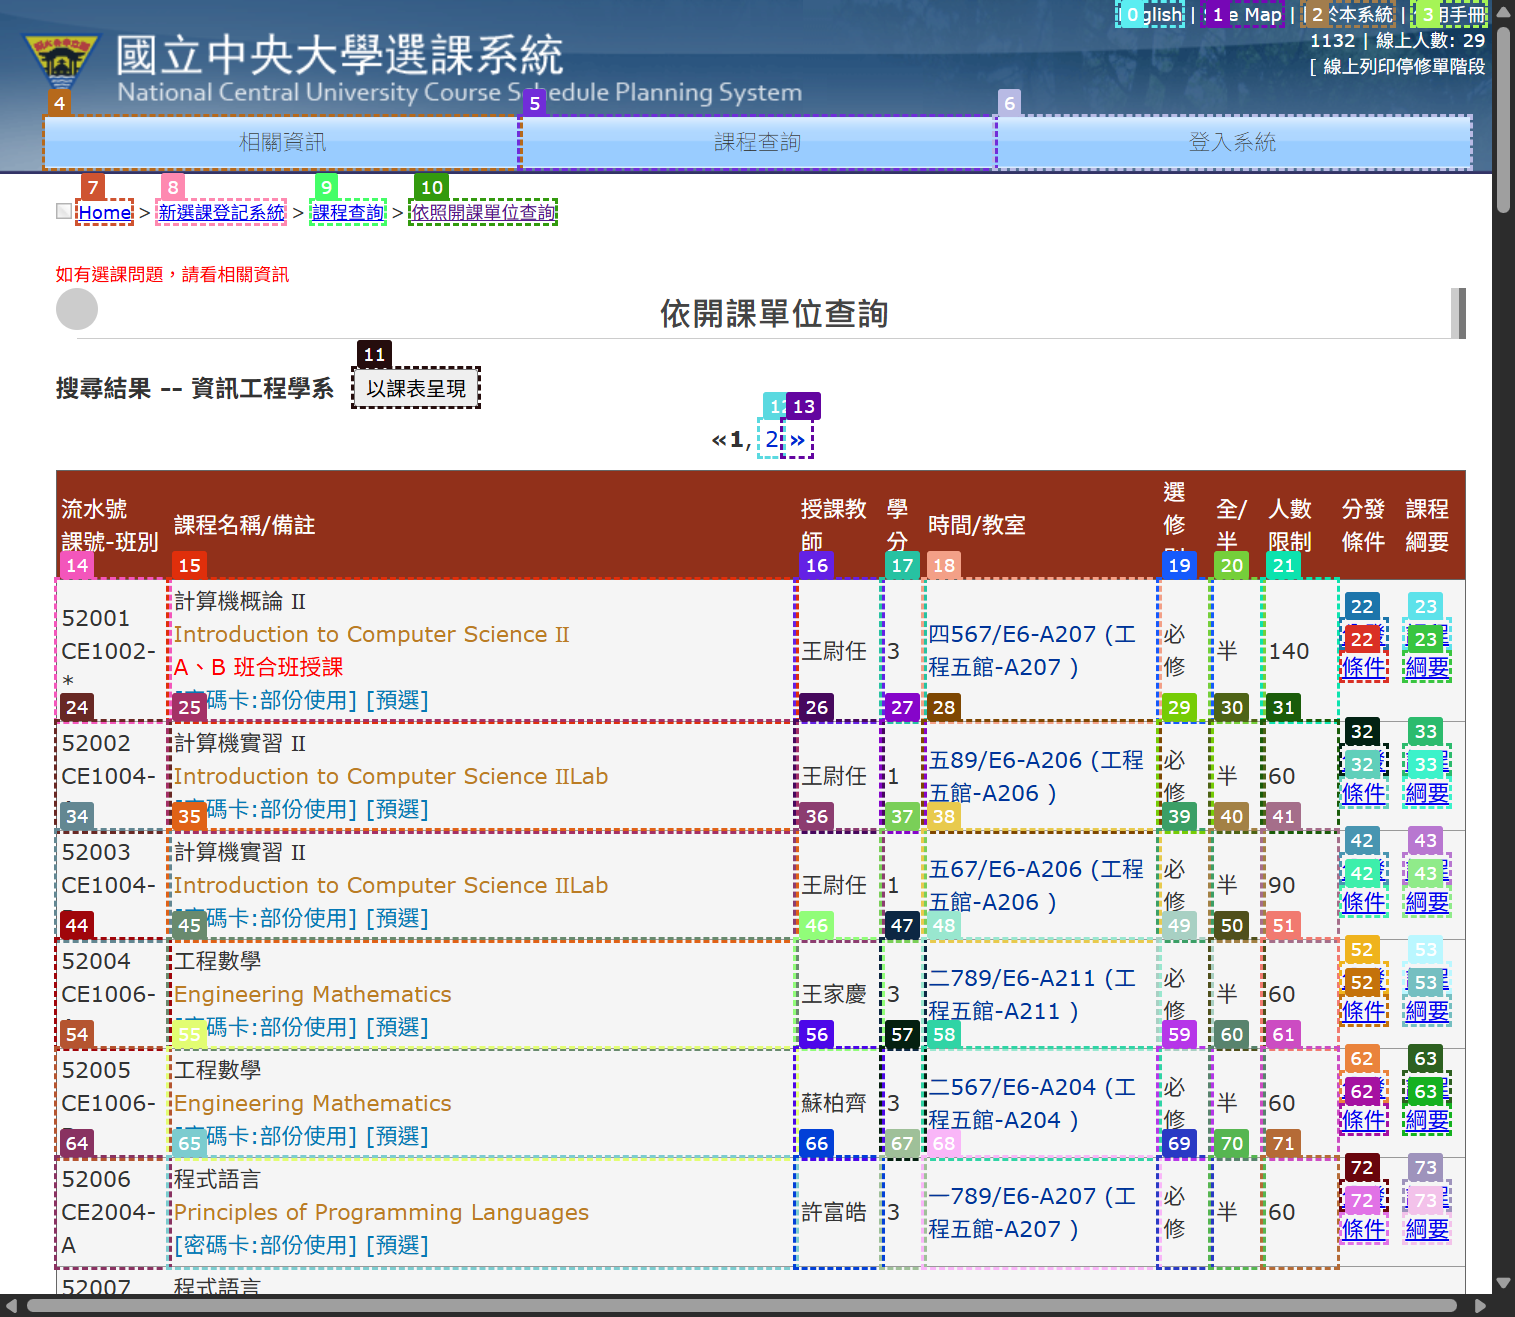 Site Map
1132 | 線上人數: 29
[ 線上列印停修單階段
國立中央大學選課系統
National Central University Course Schedule Planning System
4
5
6
相關資訊
課程查詢
登入系統
7
8
9
10
Home > 新選課登記系統 > 課程查詢 > 依照開課單位查詢
如有選課問題，請看相關資訊
依開課單位查詢
11
搜尋結果 -- 資訊工程學系
以課表呈現
13
«1, 2 »
流水號
課號-班別
課程名稱/備註
授課教師
學分
時間/教室
選修
全/半
人數限制
分發條件
課程綱要
14 15 16 17 18 19 20 21
52001
CE1002-
*
計算機概論 II
Introduction to Computer Science II
A、B 班合班授課
密碼卡:部份使用] [預選]
王尉任
3
四567/E6-A207 (工
程五館-A207 )
必修
半
140
22 23
22 23
條件 綱要
24 25 26 27 28 29 30 31
52002
CE1004-
計算機實習 II
Introduction to Computer Science IILab
碼卡:部份使用] [預選]
王尉任
1
五89/E6-A206 (工程
五館-A206 )
必修
半
60
32 33
32 33
條件 綱要
34 35 36 37 38 39 40 41
52003
CE1004-
計算機實習 II
Introduction to Computer Science IILab
碼卡:部份使用] [預選]
王尉任
1
五67/E6-A206 (工程
五館-A206 )
必修
半
90
42 43
42 43
條件 綱要
44 45 46 47 48 49 50 51
52004
CE1006-
工程數學
Engineering Mathematics
碼卡:部份使用] [預選]
王家慶
3
二789/E6-A211 (工
程五館-A211 )
必修
半
60
52 53
52 53
條件 綱要
54 55 56 57 58 59 60 61
52005
CE1006-
工程數學
Engineering Mathematics
碼卡:部份使用] [預選]
蘇柏齊
3
二567/E6-A204 (工
程五館-A204 )
必修
半
60
62 63
62 63
條件 綱要
64 65 66 67 68 69 70 71
52006
CE2004-
A
程式語言
Principles of Programming Languages
[密碼卡:部份使用] [預選]
許富皓
3
一789/E6-A207 (工
程五館-A207 )
必修
半
60
72 73
72 73
條件 綱要
52007
程式語言